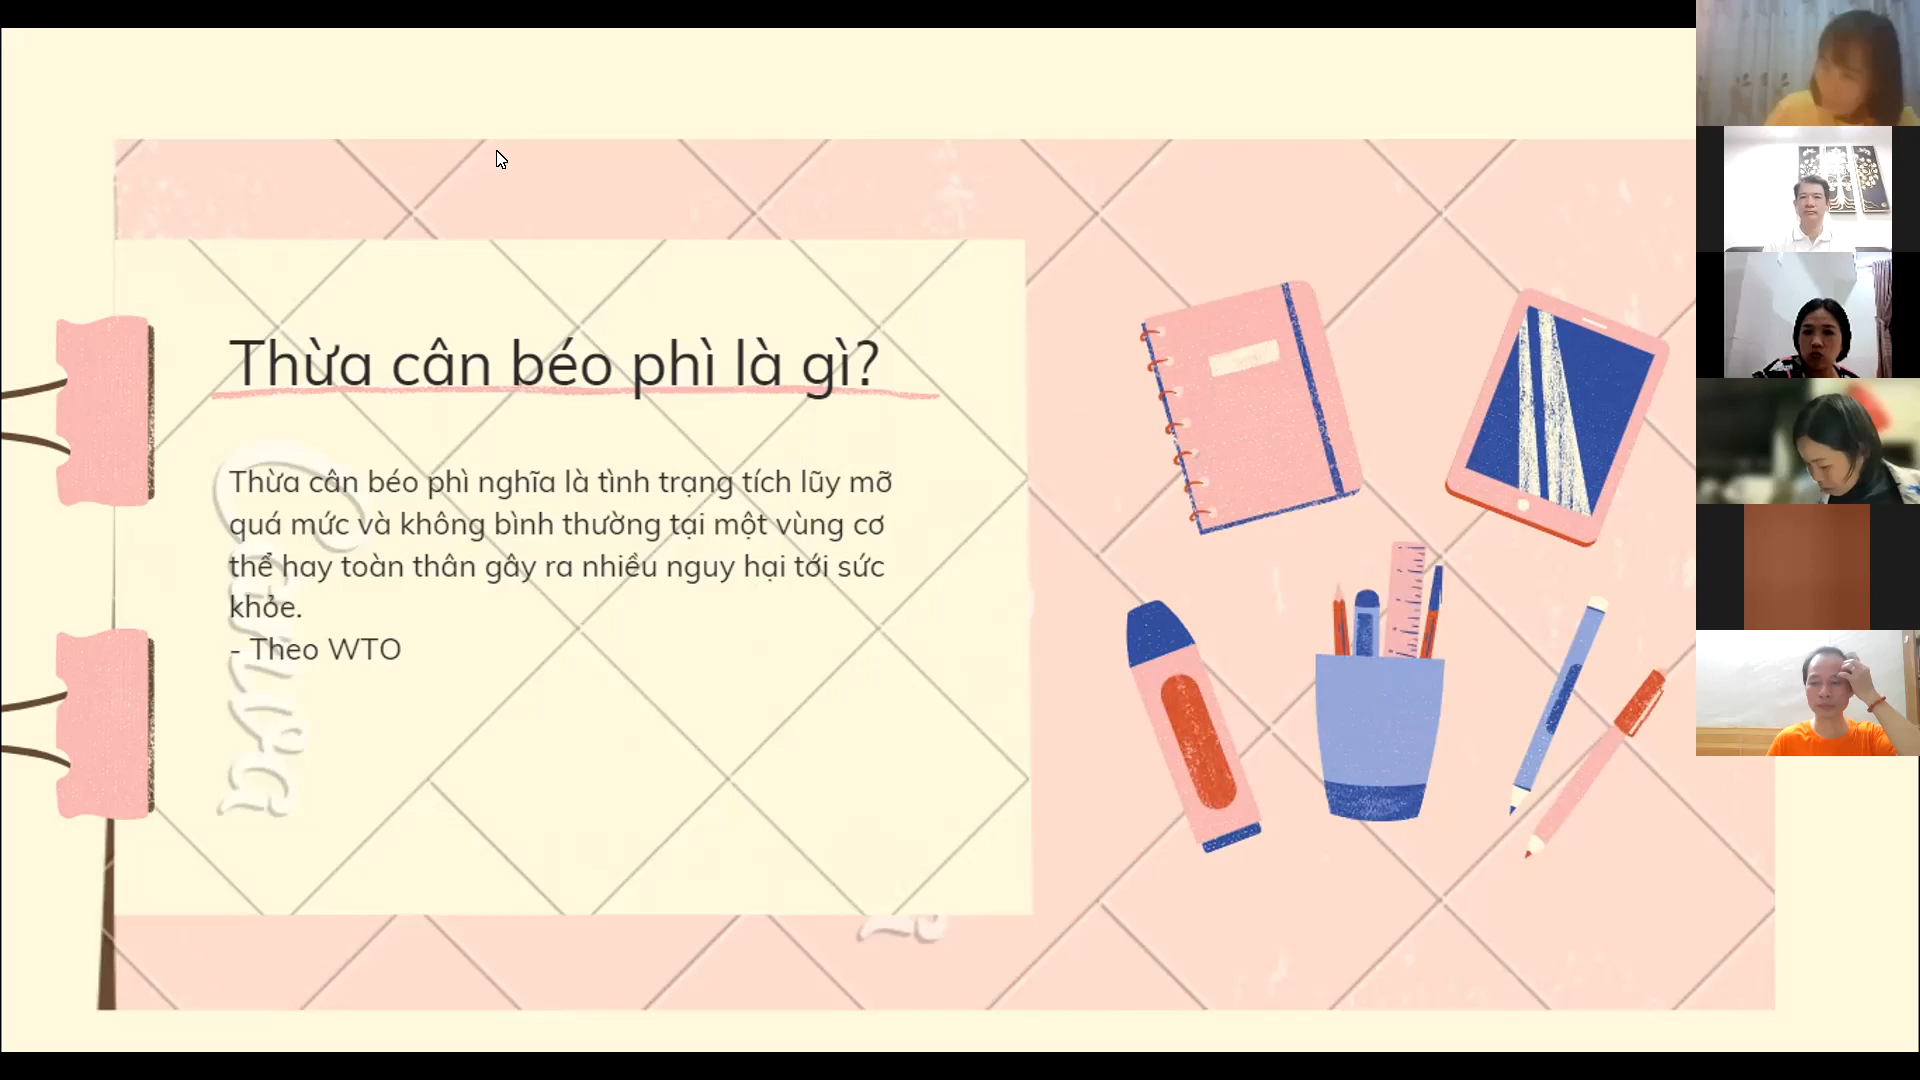 Thừa cân béo phì là gì?
Thừa cân béo phì nghĩa là tình trạng tích lũy mỡ
quá mức và không bình thường tại một vùng cơ
thể hay toàn thân gây ra nhiều nguy hại tới sức
khỏe.
- Theo WTO
Canva